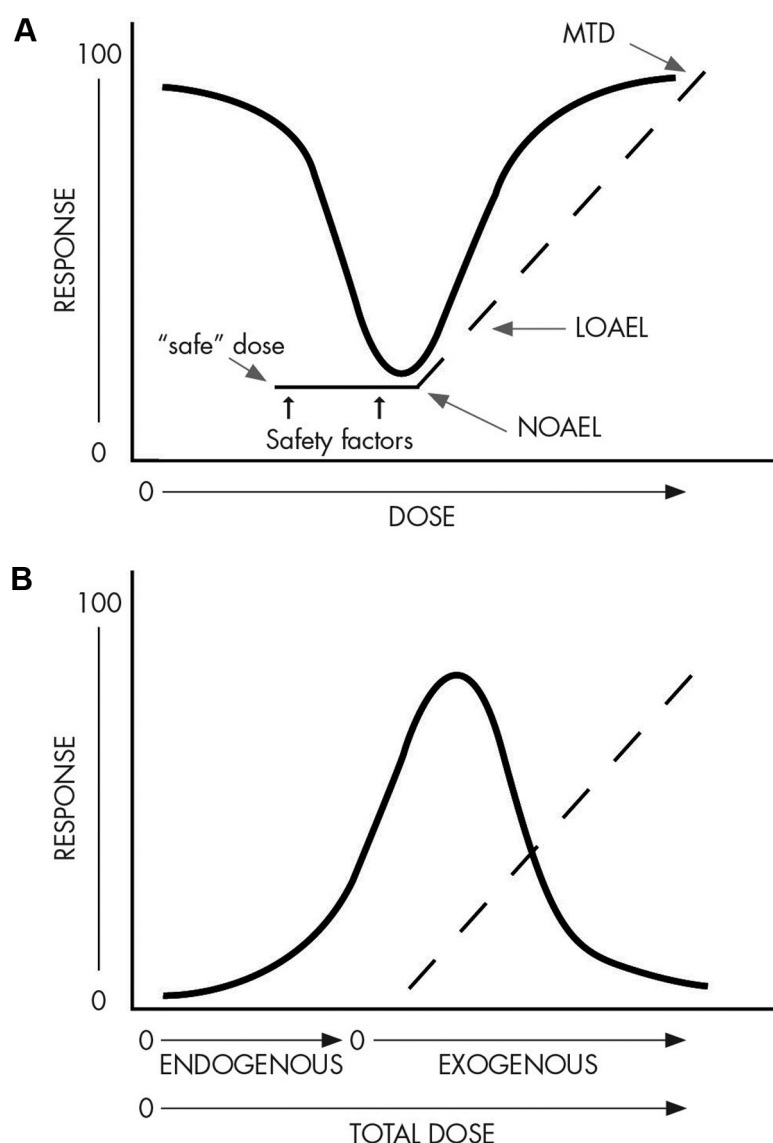 A
100
MTD
RESPONSE
LOAEL
“safe” dose
NOAEL
Safety factors
0
0
DOSE
B
100
RESPONSE
0
0 0
ENDOGENOUS EXOGENOUS
0
TOTAL DOSE